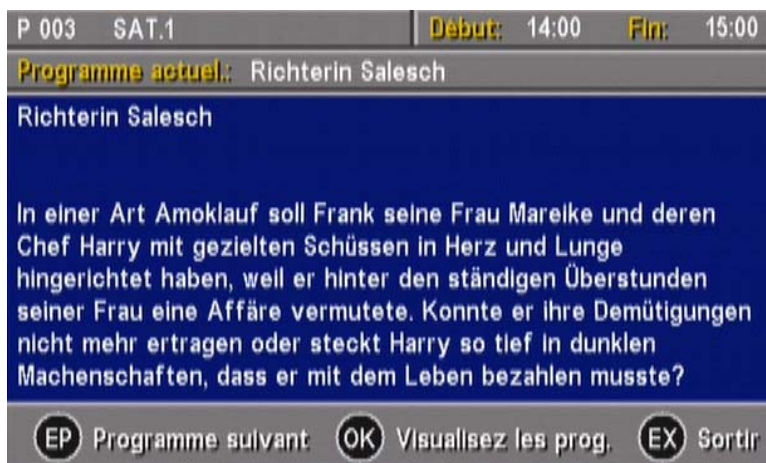 P 003 SAT.1 Début: 14:00 Fin: 15:00
Programme actuel.: Richterin Salesch
Richterin Salesch
In einer Art Amoklauf soll Frank seine Frau Mareike und deren
Chef Harry mit gezielten Schüssen in Herz und Lunge
hingerichtet haben, weil er hinter den ständigen Überstunden
seiner Frau eine Affäre vermutete. Konnte er ihre Demütigungen
nicht mehr ertragen oder steckt Harry so tief in dunklen
Machenschaften, dass er mit dem Leben bezahlen musste?
EP Programme suivant OK Visualisez les prog. EX Sortir